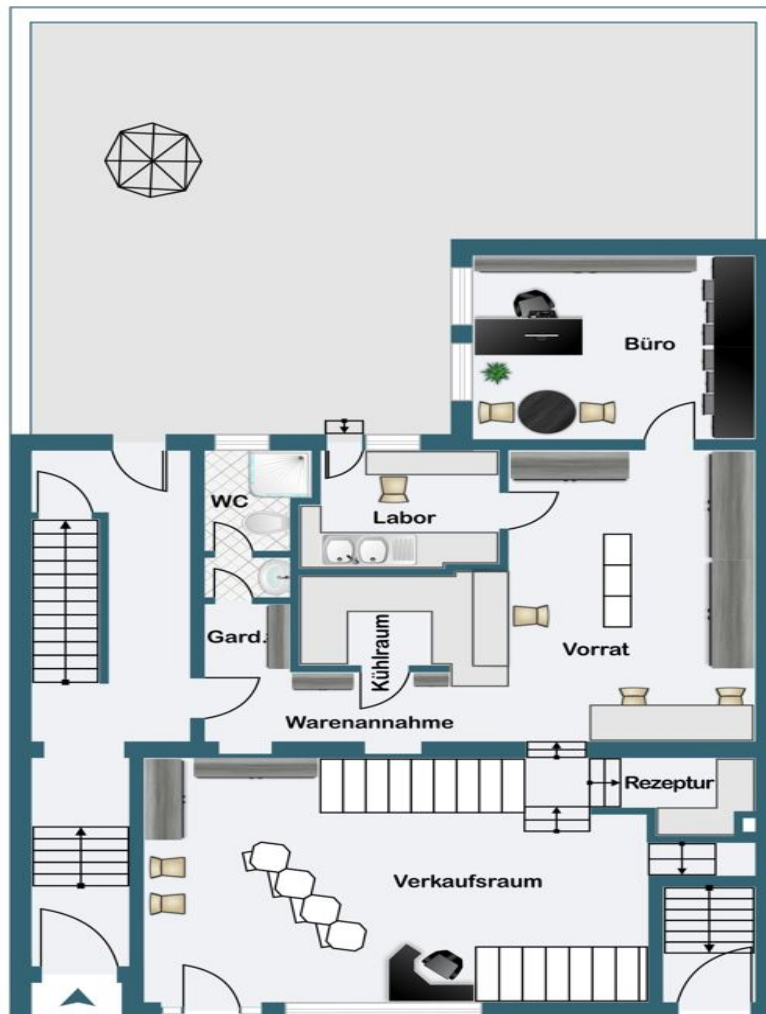 Büro
WC
Labor
Gard.
Kühlraum
Vorrat
Warenannahme
Rezeptur
Verkaufsraum